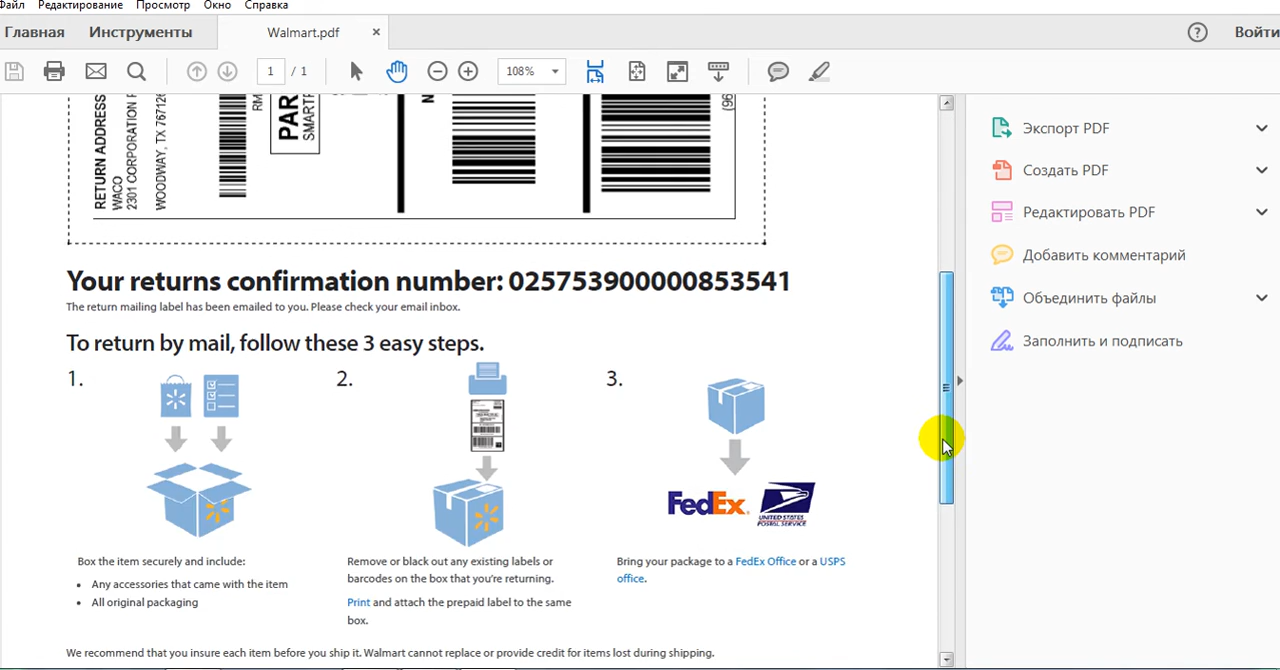 Файл Редактирование Просмотр Окно Справка
Главная Инструменты Walmart.pdf × ? Войти
1 / 1 108%
RETURN ADDRESS
WACO
2301 CORPORATION
WOODWAY, TX 76712
RM
PAR
SMARTP
N
(96)
Экспорт PDF
Создать PDF
Редактировать PDF
Добавить комментарий
Объединить файлы
Заполнить и подписать
Your returns confirmation number: 025753900000853541
The return mailing label has been emailed to you. Please check your email inbox.
To return by mail, follow these 3 easy steps.
1. 2. 3.
FedEx®
UNITED STATES
POSTAL SERVICE
Box the item securely and include:
• Any accessories that came with the item
• All original packaging
Remove or black out any existing labels or
barcodes on the box that you're returning.
Print and attach the prepaid label to the same
box.
Bring your package to a FedEx Office or a USPS
office.
We recommend that you insure each item before you ship it. Walmart cannot replace or provide credit for items lost during shipping.